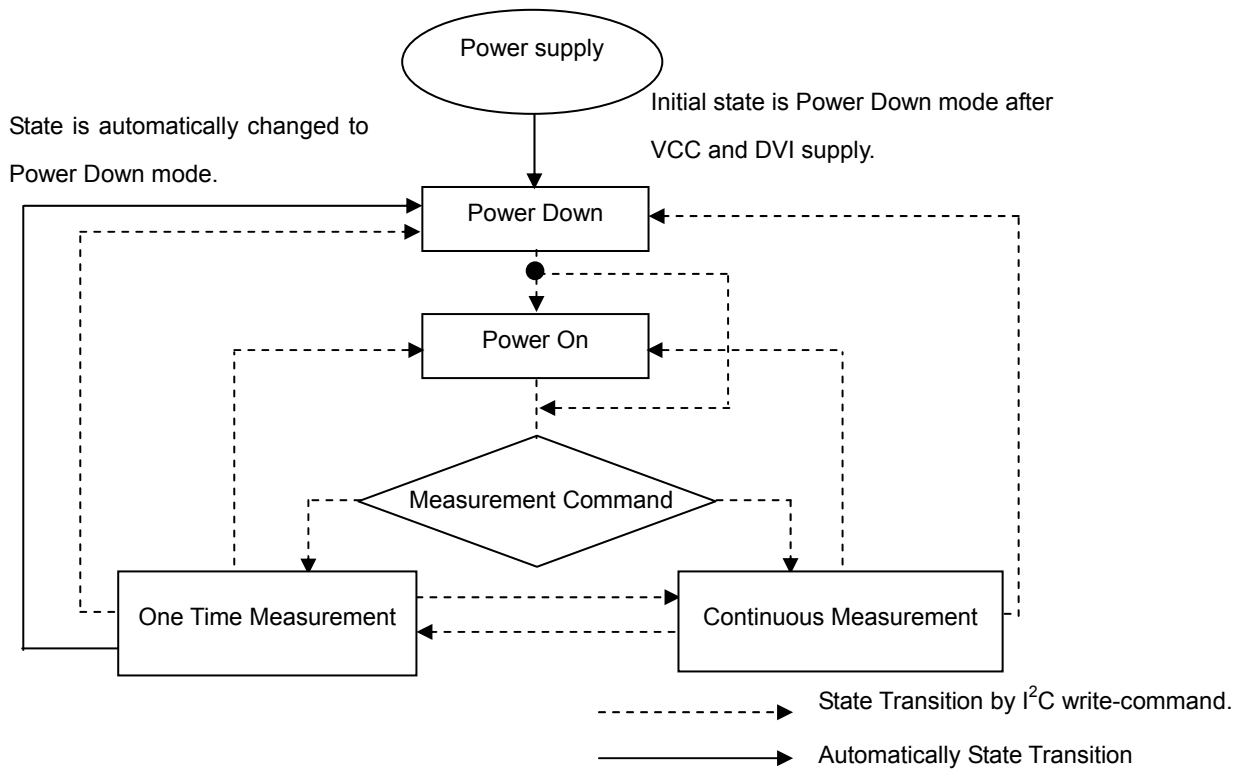 Power supply
Initial state is Power Down mode after
VCC and DVI supply.
State is automatically changed to
Power Down mode.
Power Down
Power On
Measurement Command
One Time Measurement
Continuous Measurement
State Transition by I²C write-command.
Automatically State Transition